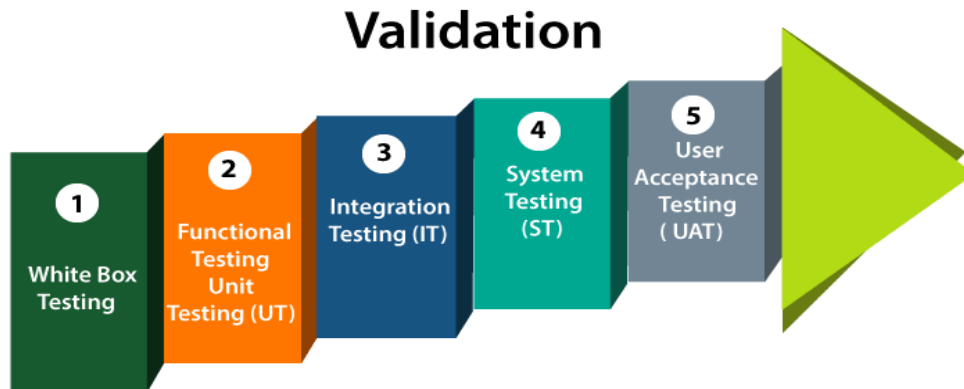 Validation
1
White Box
Testing
2
Functional
Testing
Unit
Testing (UT)
3
Integration
Testing (IT)
4
System
Testing
(ST)
5
User
Acceptance
Testing
( UAT)